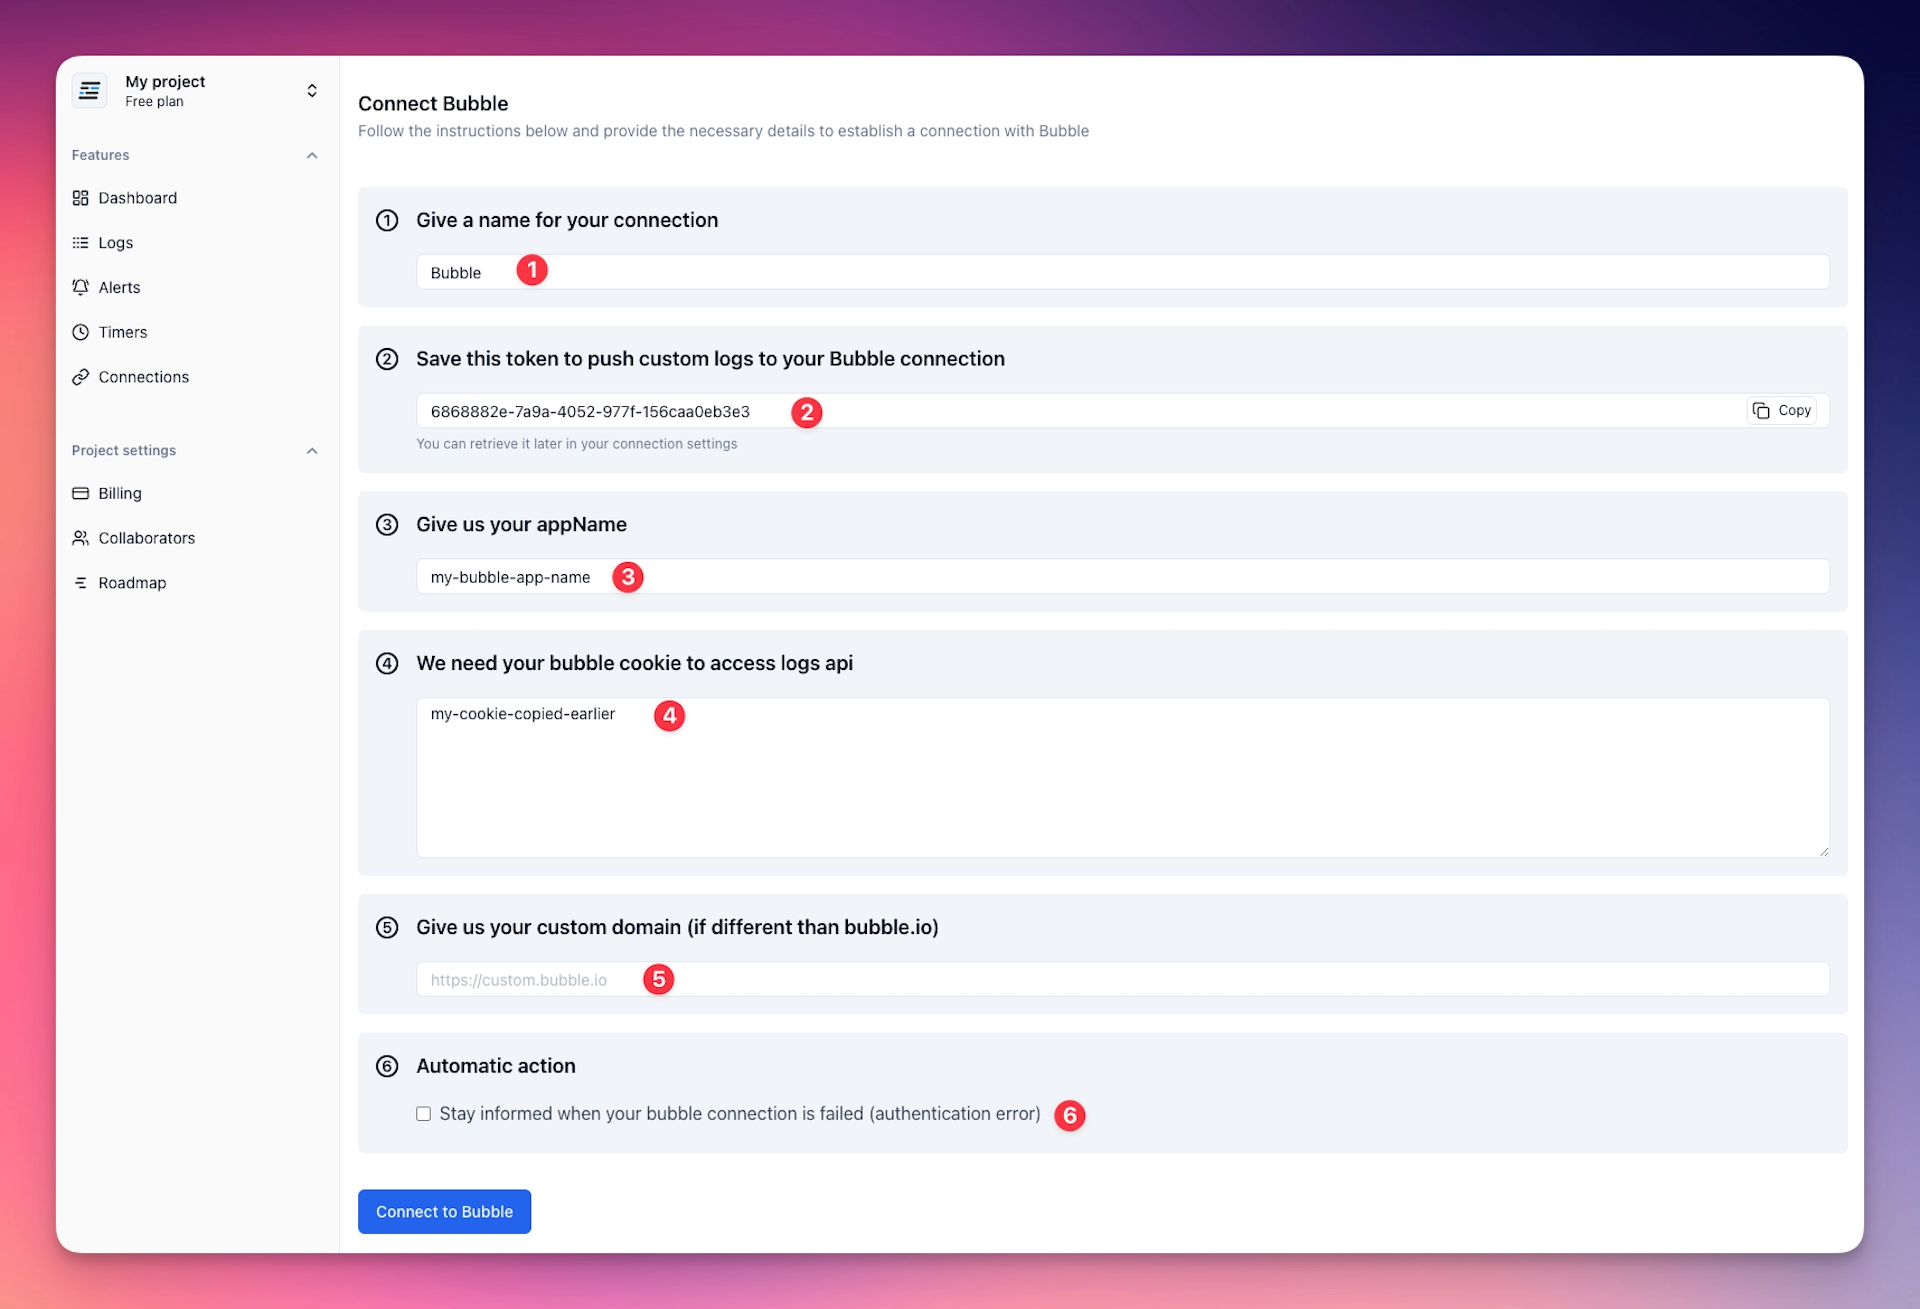 My project
Free plan
Features
Dashboard
Logs
Alerts
Timers
Connections
Project settings
Billing
Collaborators
Roadmap
Connect Bubble
Follow the instructions below and provide the necessary details to establish a connection with Bubble
1 Give a name for your connection
Bubble 1
2 Save this token to push custom logs to your Bubble connection
6868882e-7a9a-4052-977f-156caa0eb3e3 2 Copy
You can retrieve it later in your connection settings
3 Give us your appName
my-bubble-app-name 3
4 We need your bubble cookie to access logs api
my-cookie-copied-earlier 4
5 Give us your custom domain (if different than bubble.io)
https://custom.bubble.io 5
6 Automatic action
Stay informed when your bubble connection is failed (authentication error) 6
Connect to Bubble